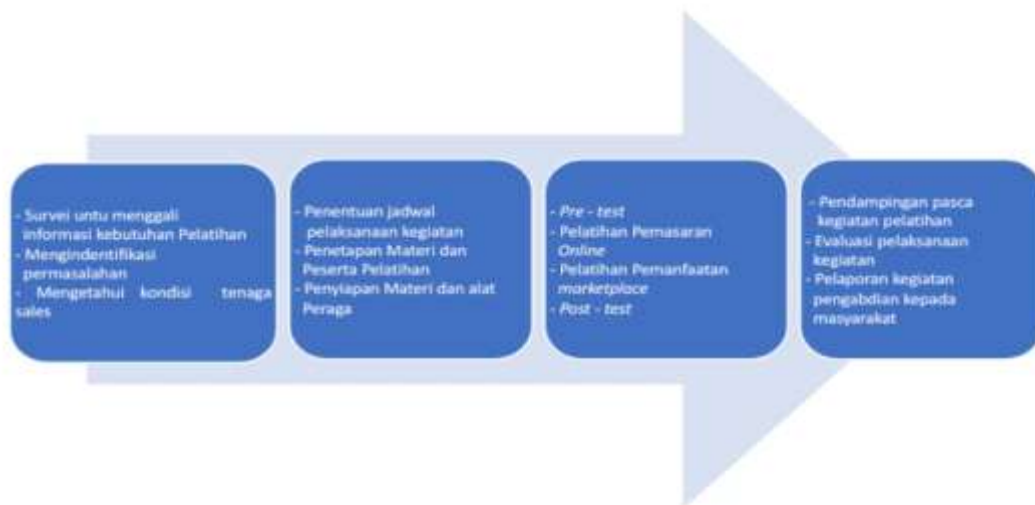 - Survei untu menggali
informasi kebutuhan Pelatihan
- Mengindentifikasi
permasalahan
- Mengetahui kondisi tenaga
sales
- Penentuan jadwal
pelaksanaan kegiatan
- Penetapan Materi dan
Peserta Pelatihan
- Penyiapan Materi dan alat
Peraga
- Pre - test
- Pelatihan Pemasaran
Online
- Pelatihan Pemanfaatan
marketplace
- Post - test
- Pendampingan pasca
kegiatan pelatihan
- Evaluasi pelaksanaan
kegiatan
- Pelaporan kegiatan
pengabdian kepada
masyarakat